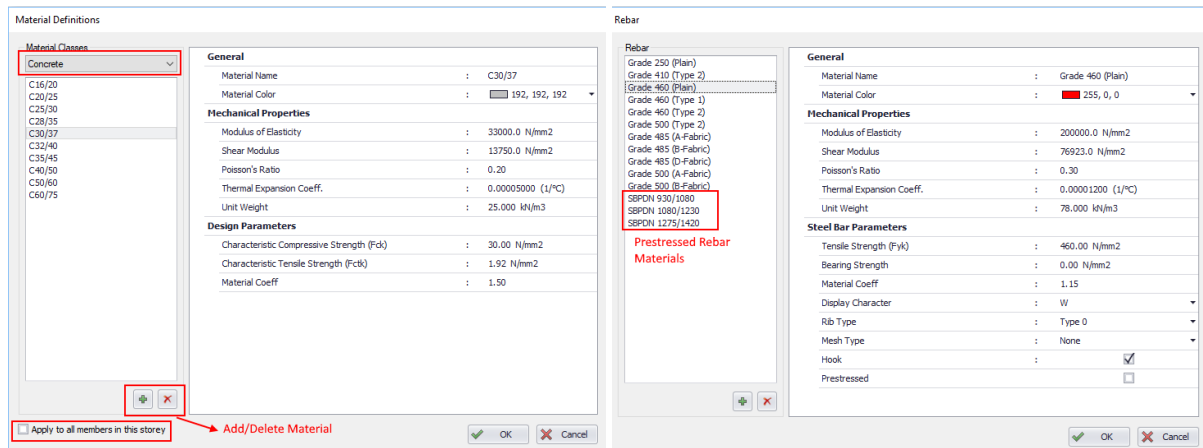 Material Definitions
Material Classes
Concrete
C16/20
C20/25
C25/30
C28/35
C30/37
C32/40
C35/45
C40/50
C50/60
C60/75
Apply to all members in this storey
Add/Delete Material
General
Material Name : C30/37
Material Color : 192, 192, 192
Mechanical Properties
Modulus of Elasticity : 33000.0 N/mm2
Shear Modulus : 13750.0 N/mm2
Poisson's Ratio : 0.20
Thermal Expansion Coeff. : 0.00005000 (1/°C)
Unit Weight : 25.000 kN/m3
Design Parameters
Characteristic Compressive Strength (Fck) : 30.00 N/mm2
Characteristic Tensile Strength (Fctk) : 1.92 N/mm2
Material Coeff : 1.50
OK Cancel
Rebar
Rebar
Grade 250 (Plain)
Grade 410 (Type 2)
Grade 460 (Plain)
Grade 460 (Type 1)
Grade 460 (Type 2)
Grade 500 (Type 2)
Grade 485 (A-Fabric)
Grade 485 (B-Fabric)
Grade 485 (D-Fabric)
Grade 500 (A-Fabric)
Grade 500 (B-Fabric)
SBPDN 930/1080
SBPDN 1080/1230
SBPDN 1275/1420
Prestressed Rebar
Materials
General
Material Name : Grade 460 (Plain)
Material Color : 255, 0, 0
Mechanical Properties
Modulus of Elasticity : 200000.0 N/mm2
Shear Modulus : 76923.0 N/mm2
Poisson's Ratio : 0.30
Thermal Expansion Coeff. : 0.00001200 (1/°C)
Unit Weight : 78.000 kN/m3
Steel Bar Parameters
Tensile Strength (Fyk) : 460.00 N/mm2
Bearing Strength : 0.00 N/mm2
Material Coeff : 1.15
Display Character : W
Rib Type : Type 0
Mesh Type : None
Hook :
Prestressed :
OK Cancel